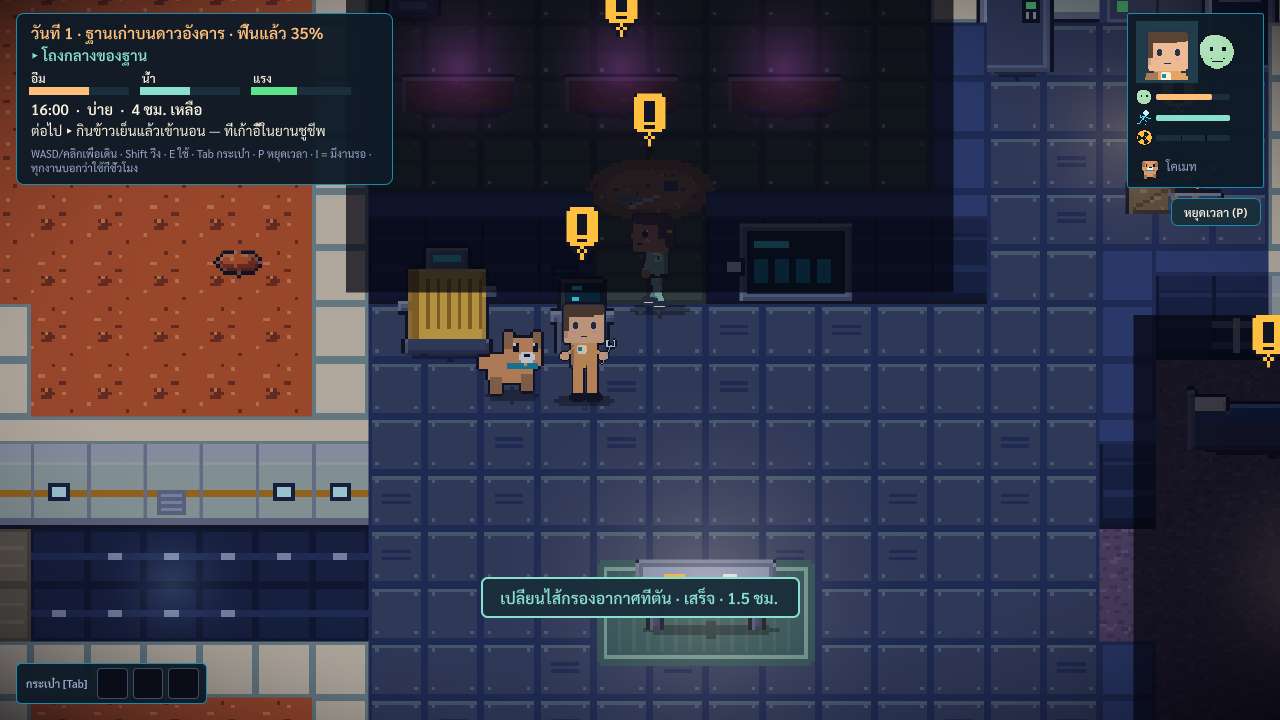 วันที่ 1 · ฐานเก่าบนดาวอังคาร · ฟื้นแล้ว 35%
‣ โถงกลางของฐาน
อิ่ม น้ำ แรง
16:00 · บ่าย · 4 ชม. เหลือ
ต่อไป ‣ กินข้าวเย็นแล้วเข้านอน — ที่เก้าอี้ในยานชูชีพ
WASD/คลิกเพื่อเดิน · Shift วิ่ง · E ใช้ · Tab กระเป๋า · P หยุดเวลา · ! = มีงานรอ ·
ทุกงานบอกว่าใช้กี่ชั่วโมง
โคเมท
หยุดเวลา (P)
เปลี่ยนไส้กรองอากาศที่ตัน · เสร็จ · 1.5 ชม.
กระเป๋า [Tab]